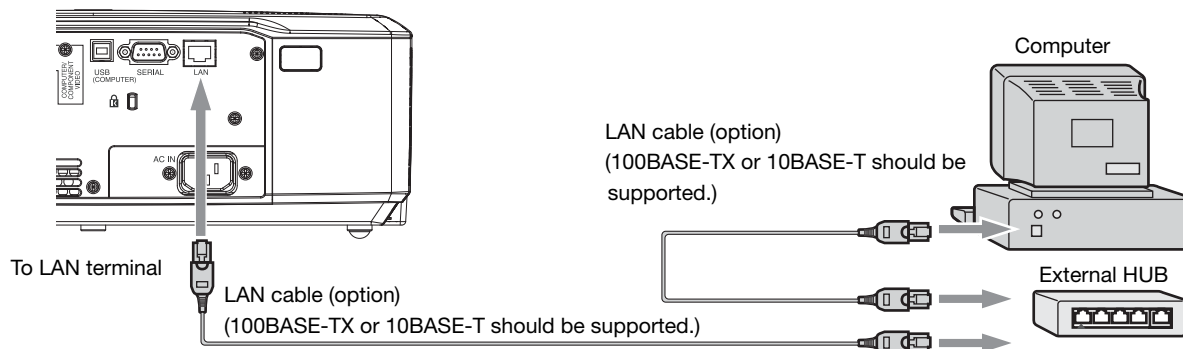 COMPUTER/
COMPONENT
VIDEO
USB
(COMPUTER)
SERIAL
LAN
AC IN
To LAN terminal
LAN cable (option)
(100BASE-TX or 10BASE-T should be supported.)
LAN cable (option)
(100BASE-TX or 10BASE-T should be
supported.)
Computer
External HUB